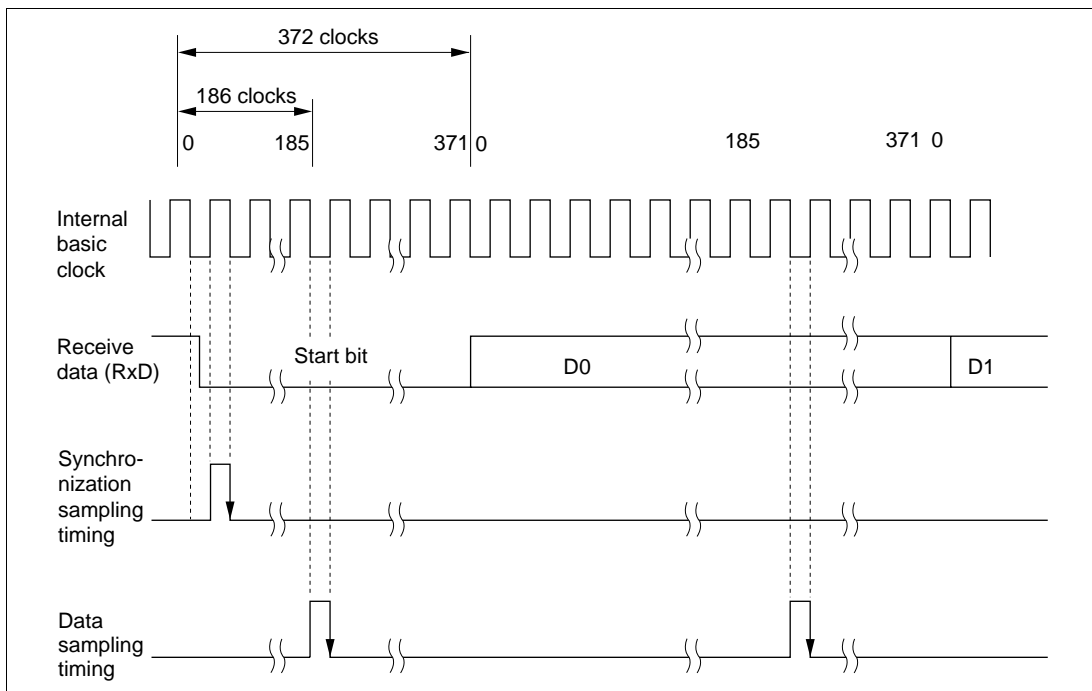 372 clocks
186 clocks
0 185 371 0 185 371 0
Internal
basic
clock
Receive
data (RxD)
Start bit
D0
D1
Synchro-
nization
sampling
timing
Data
sampling
timing